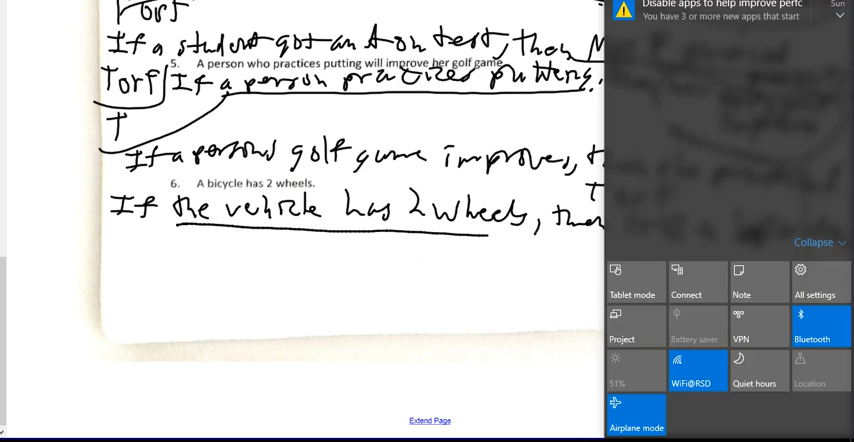 Torf
If a student got an A on test, then
5. A person who practices putting will improve her golf game
T or f If a person practices putting.
T
If a persons golf game improves, t
T
6. A bicycle has 2 wheels.
If the vehicle has 2 wheels, then
Extend Page
Disable apps to help improve perfc
You have 3 or more new apps that start
Sun
Collapse
Tablet mode
Connect
Note
All settings
Project
Battery saver
VPN
Bluetooth
51%
WiFi@RSD
Quiet hours
Location
Airplane mode